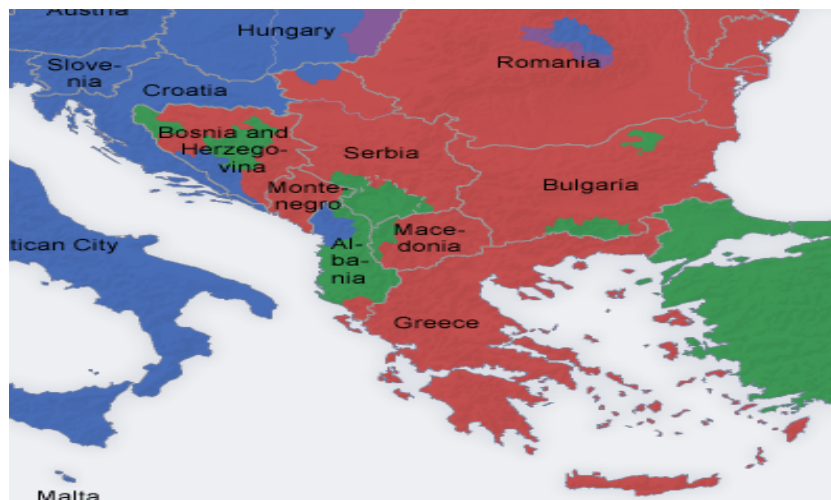 Austria
Hungary
Slove-
nia
Croatia
Romania
Bosnia and
Herzego-
vina
Serbia
Monte-
negro
Bulgaria
Mace-
donia
tican City
Al-
ba-
nia
Greece
Malta